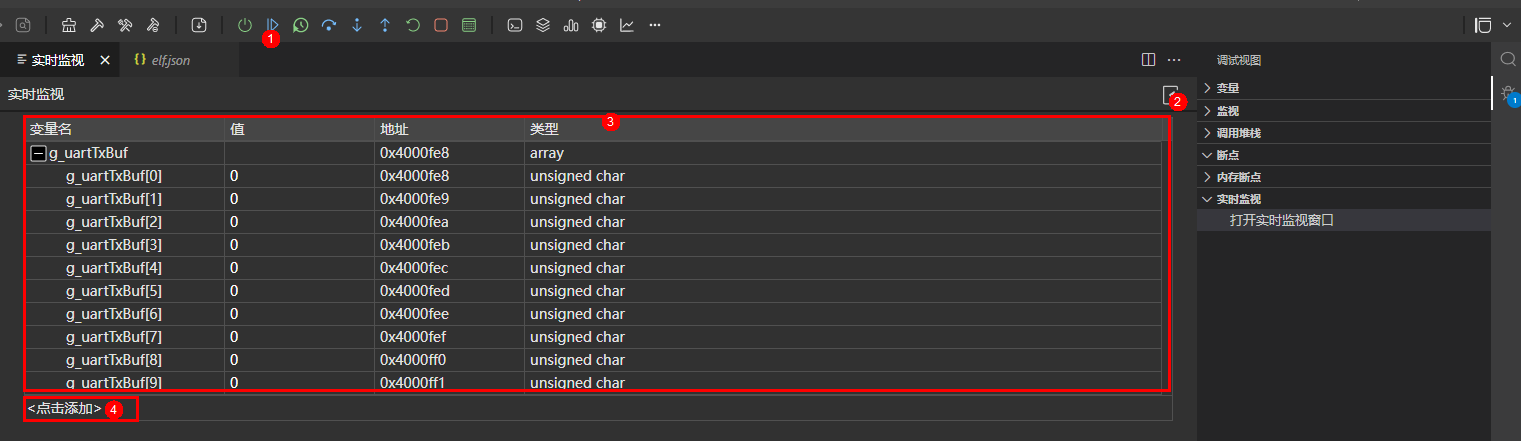 1
实时监视 × {} elf.json ··· 调试视图
实时监视 2 变量
变量名 值 地址 类型 3 监视
g_uartTxBuf 0x4000fe8 array 调用堆栈
g_uartTxBuf[0] 0 0x4000fe8 unsigned char 断点
g_uartTxBuf[1] 0 0x4000fe9 unsigned char 内存断点
g_uartTxBuf[2] 0 0x4000fea unsigned char 实时监视
g_uartTxBuf[3] 0 0x4000feb unsigned char 打开实时监视窗口
g_uartTxBuf[4] 0 0x4000fec unsigned char
g_uartTxBuf[5] 0 0x4000fed unsigned char
g_uartTxBuf[6] 0 0x4000fee unsigned char
g_uartTxBuf[7] 0 0x4000fef unsigned char
g_uartTxBuf[8] 0 0x4000ff0 unsigned char
g_uartTxBuf[9] 0 0x4000ff1 unsigned char
<点击添加> 4
1